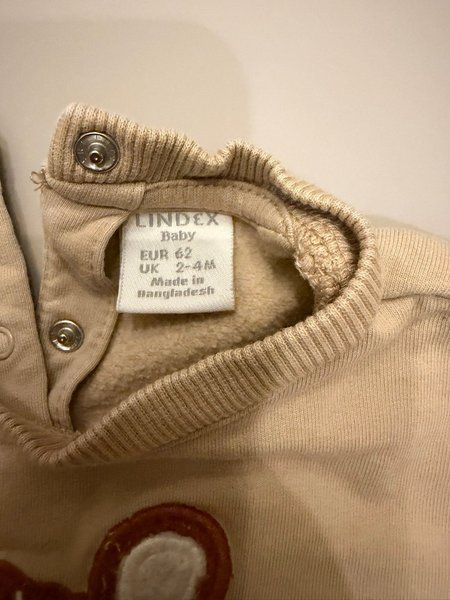 LINDEX
Baby
EUR 62
UK 2-4M
Made in
Bangladesh